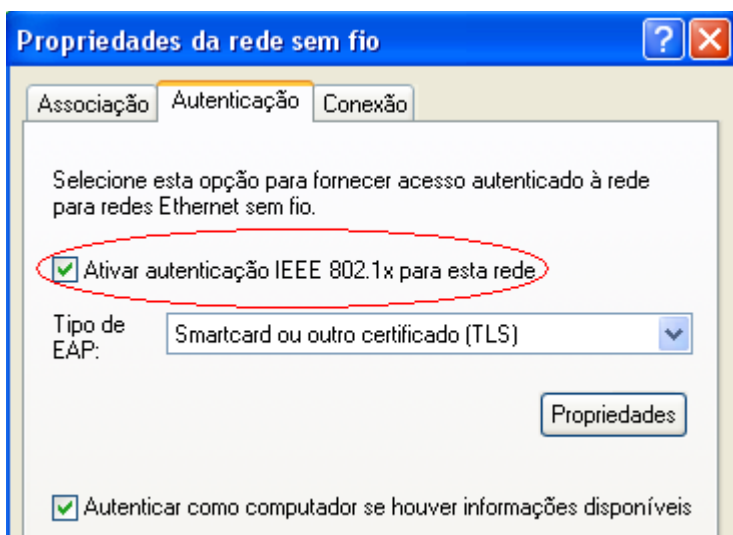 Propriedades da rede sem fio
Associação Autenticação Conexão
Selecione esta opção para fornecer acesso autenticado à rede
para redes Ethernet sem fio.
Ativar autenticação IEEE 802.1x para esta rede
Tipo de
EAP:
Smartcard ou outro certificado (TLS)
Propriedades
Autenticar como computador se houver informações disponíveis